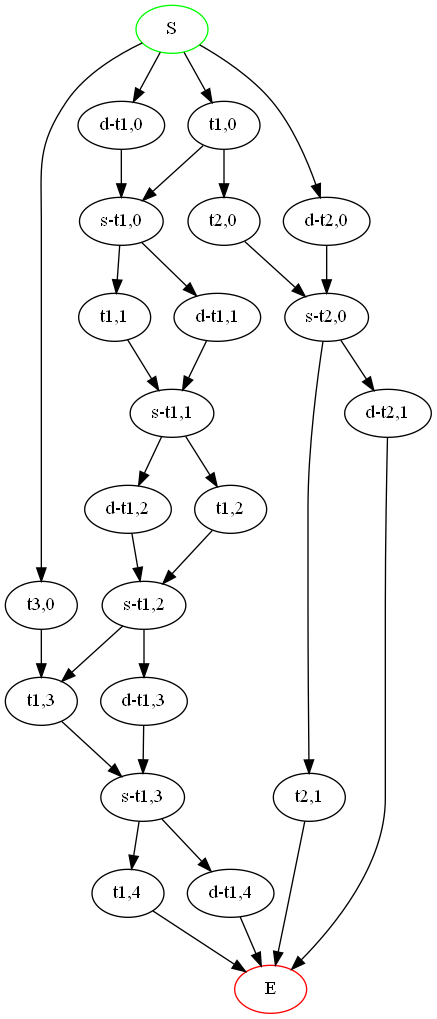 S
d-t1,0
t1,0
s-t1,0
t2,0
d-t2,0
t1,1
d-t1,1
s-t2,0
s-t1,1
d-t2,1
d-t1,2
t1,2
t3,0
s-t1,2
t1,3
d-t1,3
s-t1,3
t2,1
t1,4
d-t1,4
E